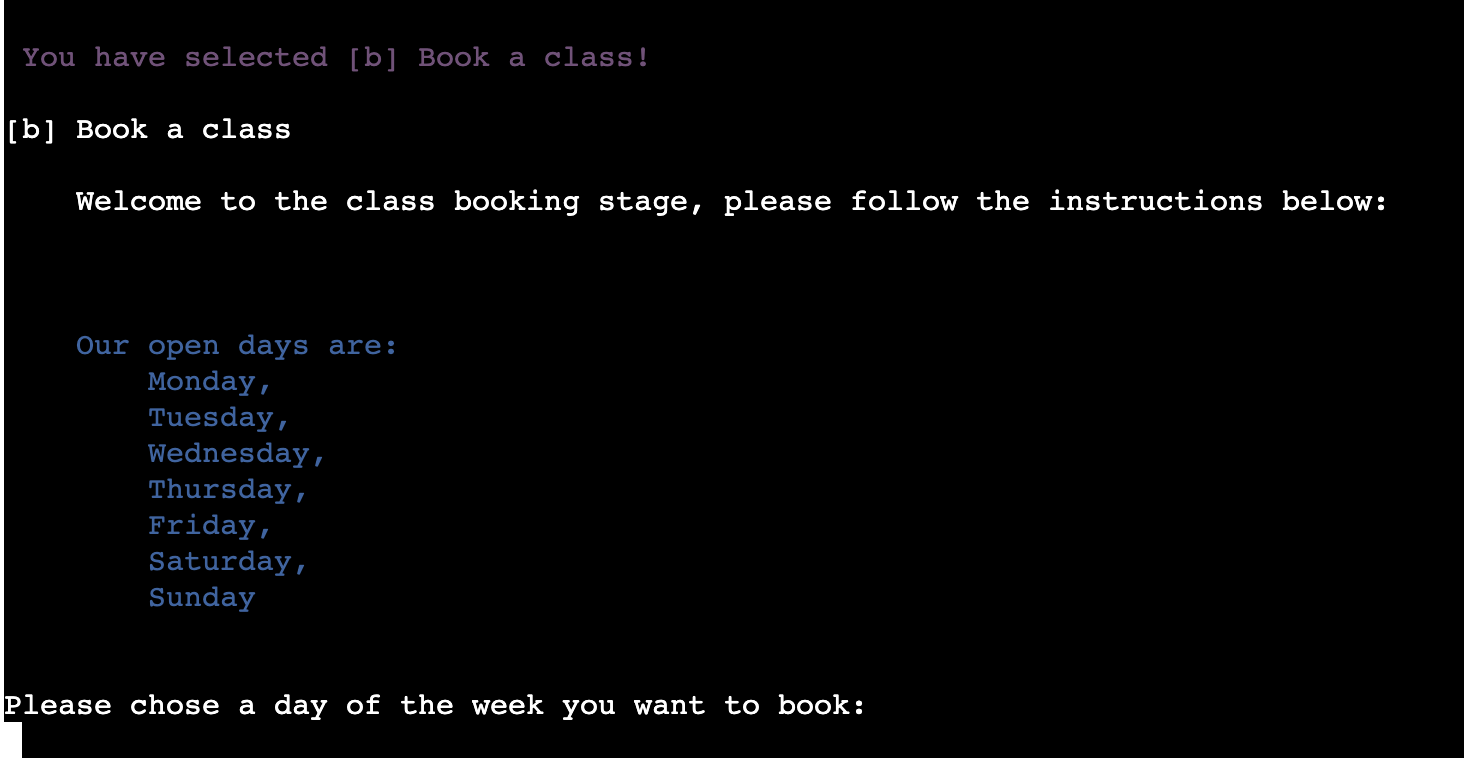 You have selected [b] Book a class!
[b] Book a class
Welcome to the class booking stage, please follow the instructions below:
Our open days are:
Monday,
Tuesday,
Wednesday,
Thursday,
Friday,
Saturday,
Sunday
Please chose a day of the week you want to book: